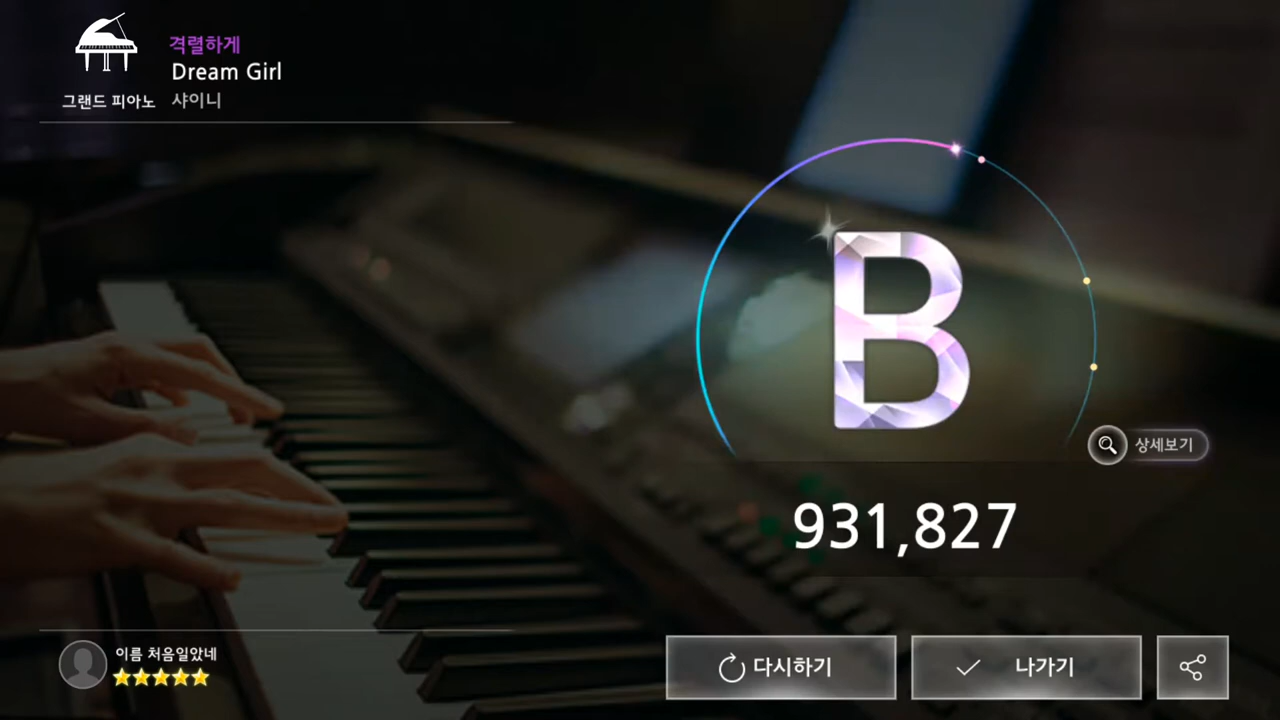 격렬하게
Dream Girl
그랜드 피아노 샤이니
B
상세보기
931,827
이름 처음일았네
다시하기
나가기